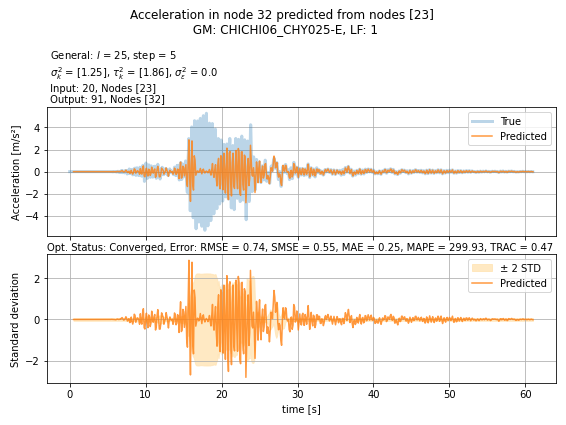 Acceleration in node 32 predicted from nodes [23]
GM: CHICHI06_CHY025-E, LF: 1
General: l = 25, step = 5
σ²ₖ = [1.25], τ²ₖ = [1.86], σ²ε = 0.0
Input: 20, Nodes [23]
Output: 91, Nodes [32]
Acceleration [m/s²]
4
2
0
−2
−4
True
Predicted
Opt. Status: Converged, Error: RMSE = 0.74, SMSE = 0.55, MAE = 0.25, MAPE = 299.93, TRAC = 0.47
Standard deviation
2
0
−2
± 2 STD
Predicted
0 10 20 30 40 50 60
time [s]